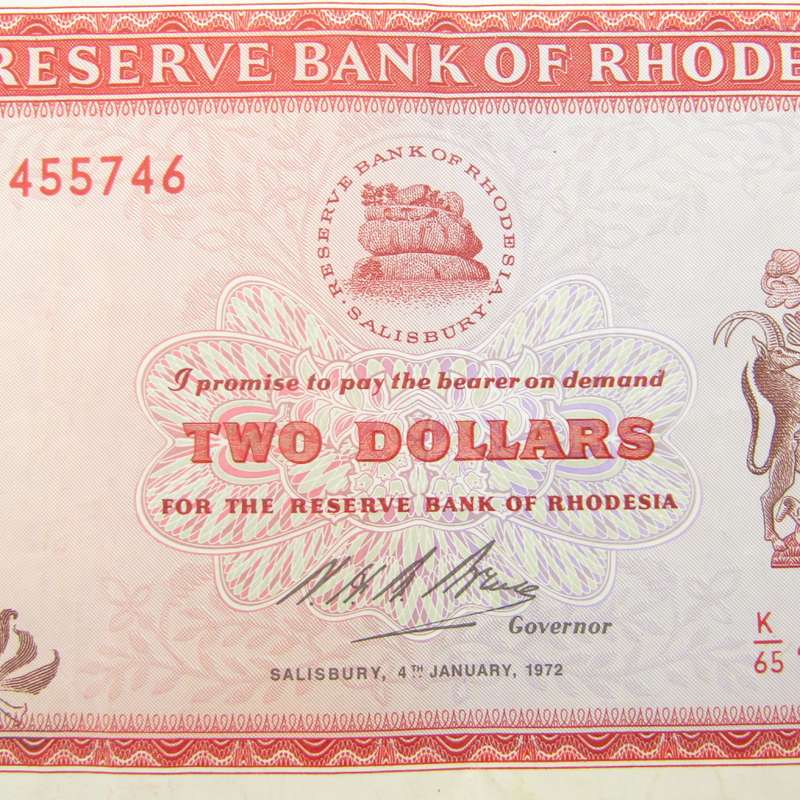 RESERVE BANK OF RHODE
455746
RESERVE BANK OF RHODESIA
SALISBURY
I promise to pay the bearer on demand
TWO DOLLARS
FOR THE RESERVE BANK OF RHODESIA
Governor
SALISBURY, 4TH JANUARY, 1972
K
65